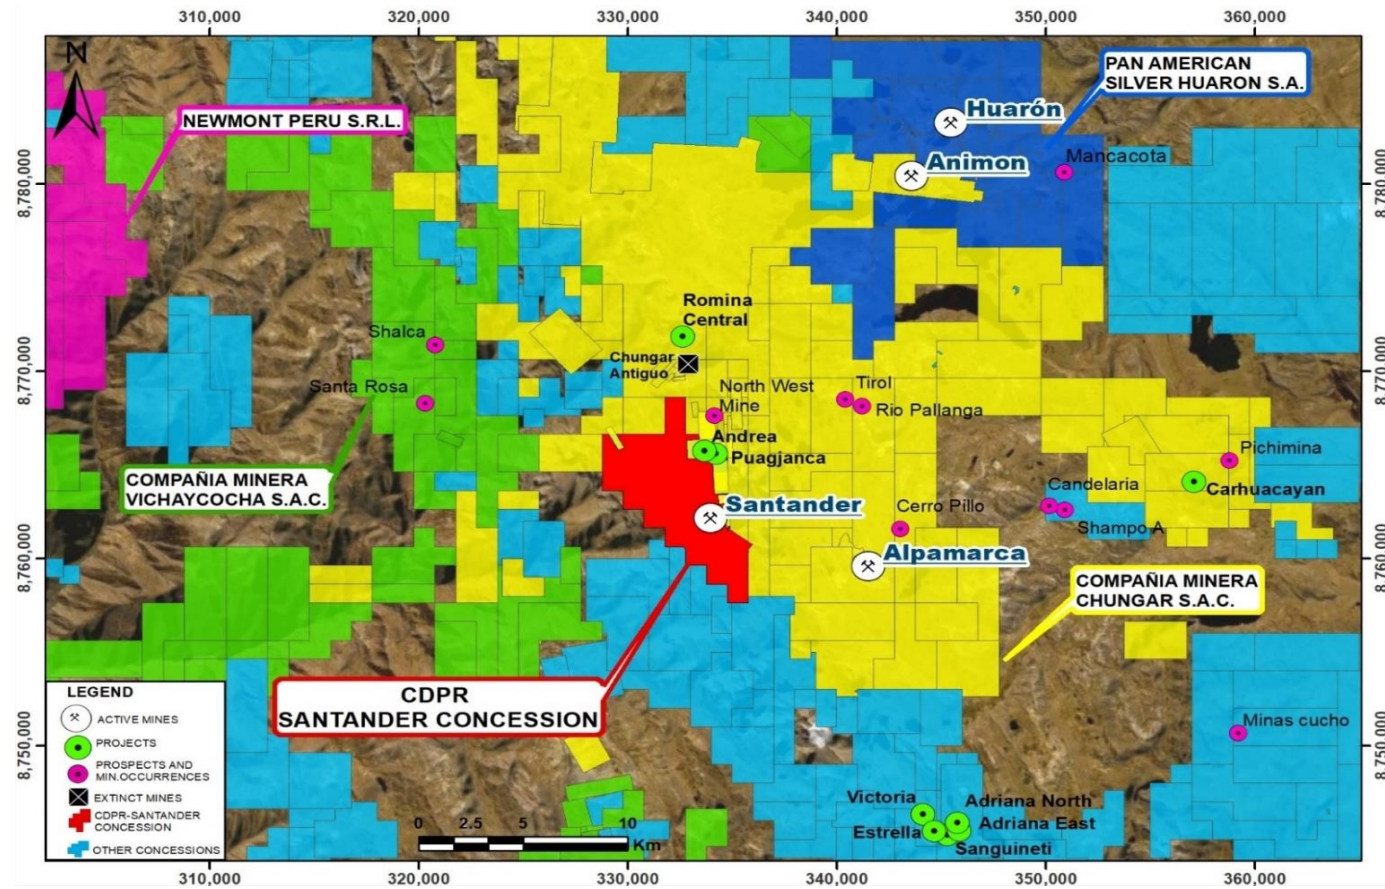 310,000
320,000
330,000
340,000
350,000
360,000
N
NEWMONT PERU S.R.L.
PAN AMERICAN
SILVER HUARON S.A.
Huarón
Animon
Mancacota
8,780,000
8,780,000
Romina
Central
Shalca
Chungar
Antiguo
8,770,000
8,770,000
Santa Rosa
North West
Mine
Tirol
Rio Pallanga
Andrea
Puagjanca
Pichimina
COMPAÑIA MINERA
VICHAYCOCHA S.A.C.
Candelaria
Carhuacayan
Santander
Cerro Pillo
Shampo A
8,760,000
8,760,000
Alpamarca
COMPAÑIA MINERA
CHUNGAR S.A.C.
CDPR
SANTANDER CONCESSION
LEGEND
ACTIVE MINES
PROJECTS
PROSPECTS AND
MIN.OCCURRENCES
EXTINCT MINES
CDPR-SANTANDER
CONCESSION
OTHER CONCESSIONS
8,750,000
8,750,000
Minas cucho
Victoria
Adriana North
Adriana East
Estrella
Sanguineti
0 2.5 5 10
Km
310,000
320,000
330,000
340,000
350,000
360,000